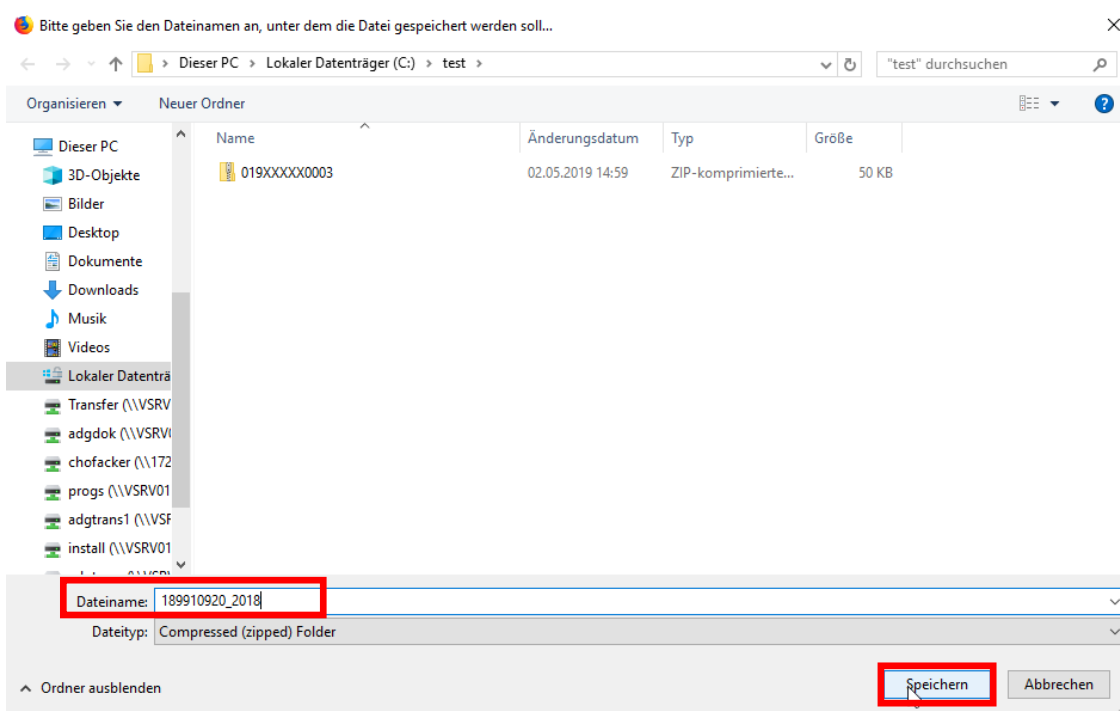 Bitte geben Sie den Dateinamen an, unter dem die Datei gespeichert werden soll...
Dieser PC > Lokaler Datenträger (C:) > test >
"test" durchsuchen
Organisieren Neuer Ordner
Name Änderungsdatum Typ Größe
019XXXXX0003 02.05.2019 14:59 ZIP-komprimierte... 50 KB
Dieser PC
3D-Objekte
Bilder
Desktop
Dokumente
Downloads
Musik
Videos
Lokaler Datenträ
Transfer (\\VSRV
adgdok (\\VSRV
chofacker (\\172
progs (\\VSRV01
adgtrans1 (\\VSF
install (\\VSRV01
Dateiname: 189910920_2018
Dateityp: Compressed (zipped) Folder
Ordner ausblenden
Speichern Abbrechen